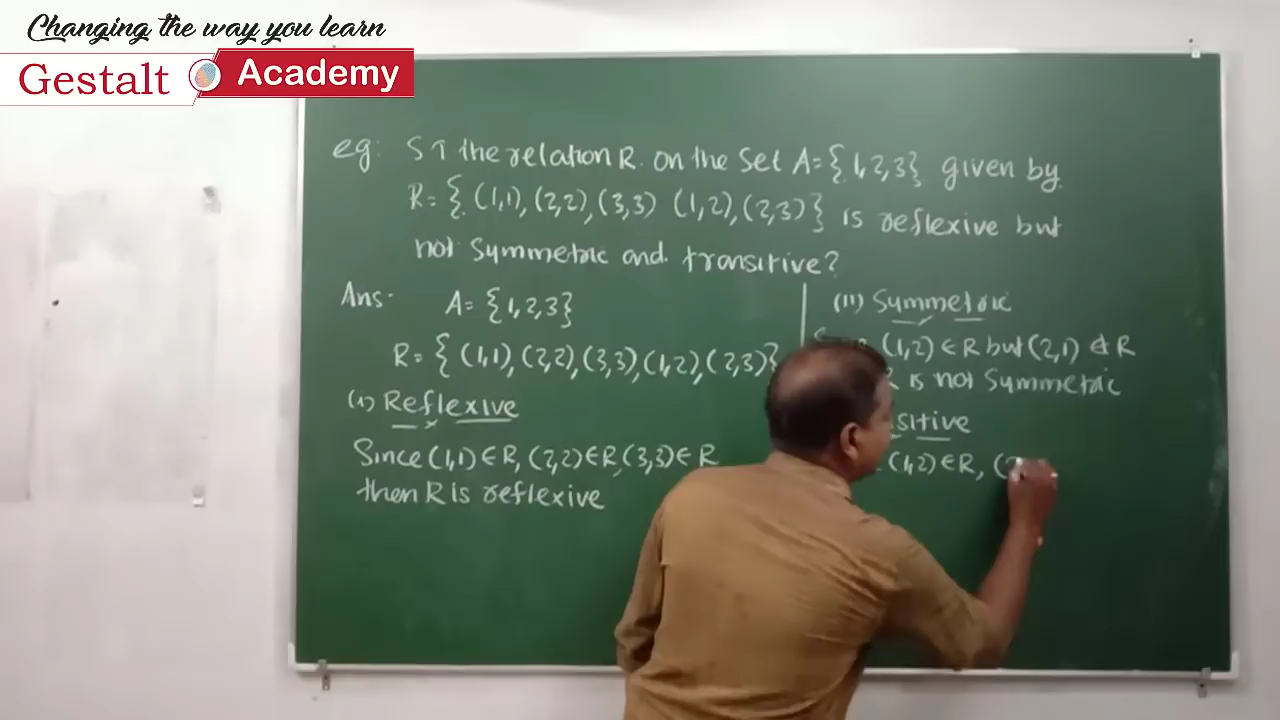 Changing the way you learn
Gestalt Academy
eg: ST the relation R on the set A={1,2,3} given by
R={(1,1),(2,2),(3,3) (1,2),(2,3)} is reflexive but
not symmetric and transitive?
Ans:
A={1,2,3}
R={(1,1),(2,2),(3,3),(1,2),(2,3)}
(i) Reflexive
Since (1,1)∈R, (2,2)∈R,(3,3)∈R
then R is reflexive
(ii) Symmetric
(1,2)∈R but (2,1)∉R
R is not symmetric
(1,2)∈R, (2